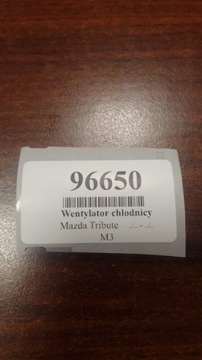 96650
Wentylator chłodnicy
Mazda Tribute
M3